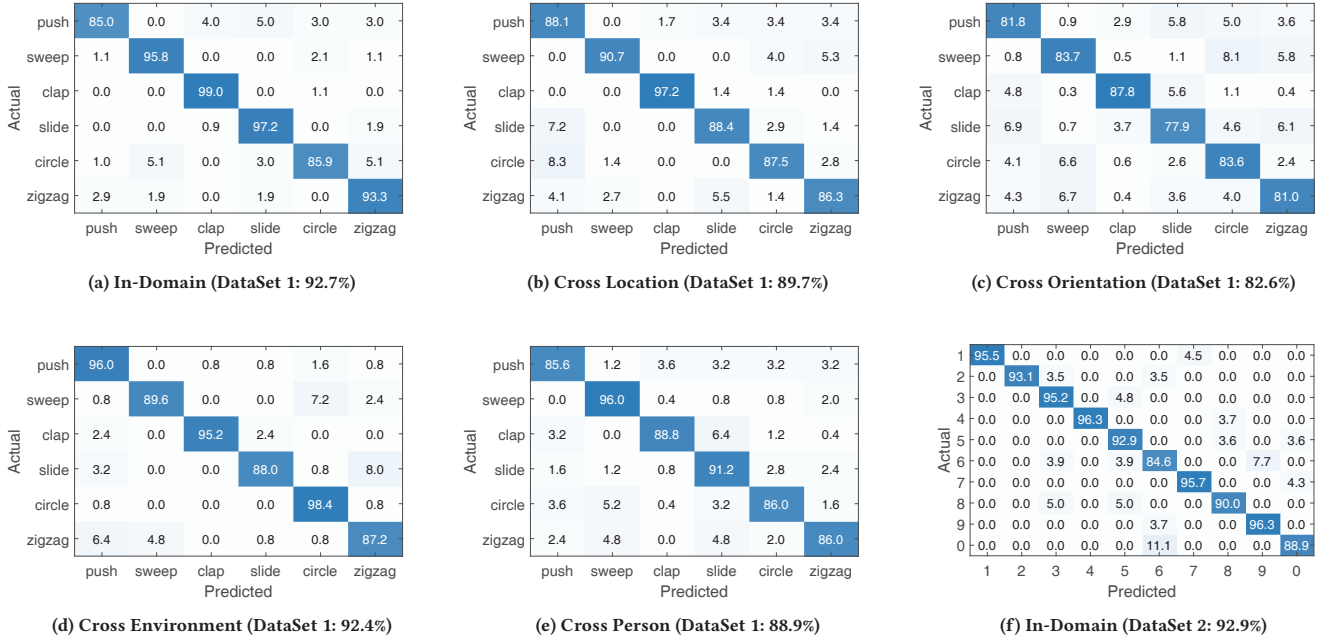 push 85.0 0.0 4.0 5.0 3.0 3.0
sweep 1.1 95.8 0.0 0.0 2.1 1.1
clap 0.0 0.0 99.0 0.0 1.1 0.0
slide 0.0 0.0 0.9 97.2 0.0 1.9
circle 1.0 5.1 0.0 3.0 85.9 5.1
zigzag 2.9 1.9 0.0 1.9 0.0 93.3
push sweep clap slide circle zigzag
Actual
Predicted
(a) In-Domain (DataSet 1: 92.7%)
push 88.1 0.0 1.7 3.4 3.4 3.4
sweep 0.0 90.7 0.0 0.0 4.0 5.3
clap 0.0 0.0 97.2 1.4 1.4 0.0
slide 7.2 0.0 0.0 88.4 2.9 1.4
circle 8.3 1.4 0.0 0.0 87.5 2.8
zigzag 4.1 2.7 0.0 5.5 1.4 86.3
push sweep clap slide circle zigzag
Actual
Predicted
(b) Cross Location (DataSet 1: 89.7%)
push 81.8 0.9 2.9 5.8 5.0 3.6
sweep 0.8 83.7 0.5 1.1 8.1 5.8
clap 4.8 0.3 87.8 5.6 1.1 0.4
slide 6.9 0.7 3.7 77.9 4.6 6.1
circle 4.1 6.6 0.6 2.6 83.6 2.4
zigzag 4.3 6.7 0.4 3.6 4.0 81.0
push sweep clap slide circle zigzag
Actual
Predicted
(c) Cross Orientation (DataSet 1: 82.6%)
push 96.0 0.0 0.8 0.8 1.6 0.8
sweep 0.8 89.6 0.0 0.0 7.2 2.4
clap 2.4 0.0 95.2 2.4 0.0 0.0
slide 3.2 0.0 0.0 88.0 0.8 8.0
circle 0.8 0.0 0.0 0.0 98.4 0.8
zigzag 6.4 4.8 0.0 0.8 0.8 87.2
push sweep clap slide circle zigzag
Actual
Predicted
(d) Cross Environment (DataSet 1: 92.4%)
push 85.6 1.2 3.6 3.2 3.2 3.2
sweep 0.0 96.0 0.4 0.8 0.8 2.0
clap 3.2 0.0 88.8 6.4 1.2 0.4
slide 1.6 1.2 0.8 91.2 2.8 2.4
circle 3.6 5.2 0.4 3.2 86.0 1.6
zigzag 2.4 4.8 0.0 4.8 2.0 86.0
push sweep clap slide circle zigzag
Actual
Predicted
(e) Cross Person (DataSet 1: 88.9%)
1 95.5 0.0 0.0 0.0 0.0 0.0 4.5 0.0 0.0 0.0
2 0.0 93.1 3.5 0.0 0.0 3.5 0.0 0.0 0.0 0.0
3 0.0 0.0 95.2 0.0 4.8 0.0 0.0 0.0 0.0 0.0
4 0.0 0.0 0.0 96.3 0.0 0.0 0.0 3.7 0.0 0.0
5 0.0 0.0 0.0 0.0 92.9 0.0 0.0 3.6 0.0 3.6
6 0.0 0.0 3.9 0.0 3.9 84.6 0.0 0.0 7.7 0.0
7 0.0 0.0 0.0 0.0 0.0 0.0 95.7 0.0 0.0 4.3
8 0.0 0.0 5.0 0.0 5.0 0.0 0.0 90.0 0.0 0.0
9 0.0 0.0 0.0 0.0 0.0 3.7 0.0 0.0 96.3 0.0
0 0.0 0.0 0.0 0.0 0.0 11.1 0.0 0.0 0.0 88.9
1 2 3 4 5 6 7 8 9 0
Actual
Predicted
(f) In-Domain (DataSet 2: 92.9%)